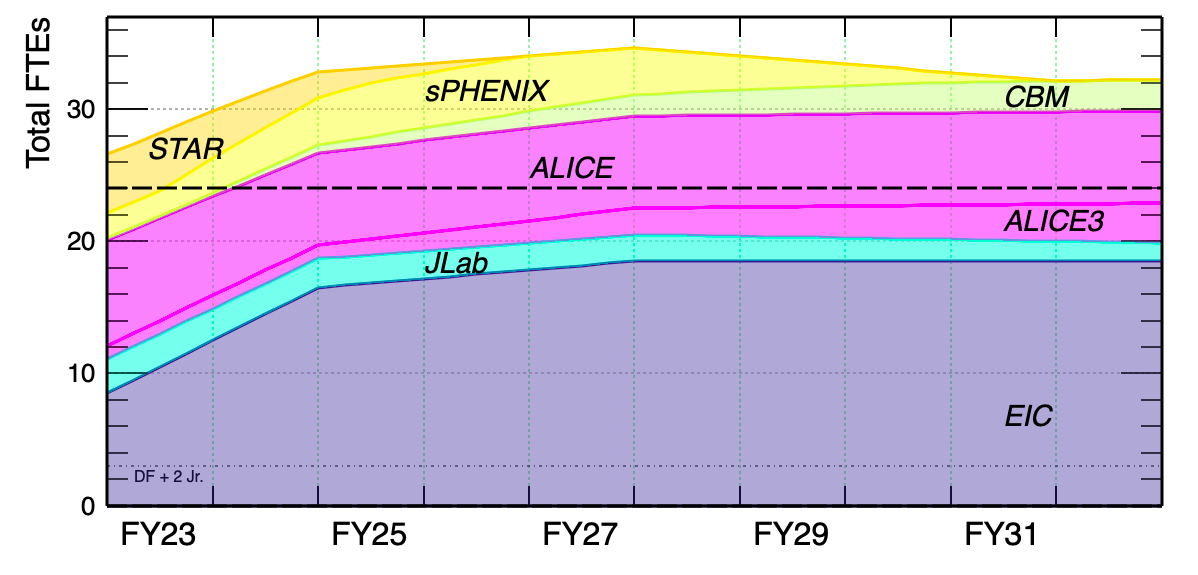 Total FTEs
30
20
10
0
STAR
sPHENIX
CBM
ALICE
ALICE3
JLab
EIC
DF + 2 Jr.
FY23 FY25 FY27 FY29 FY31